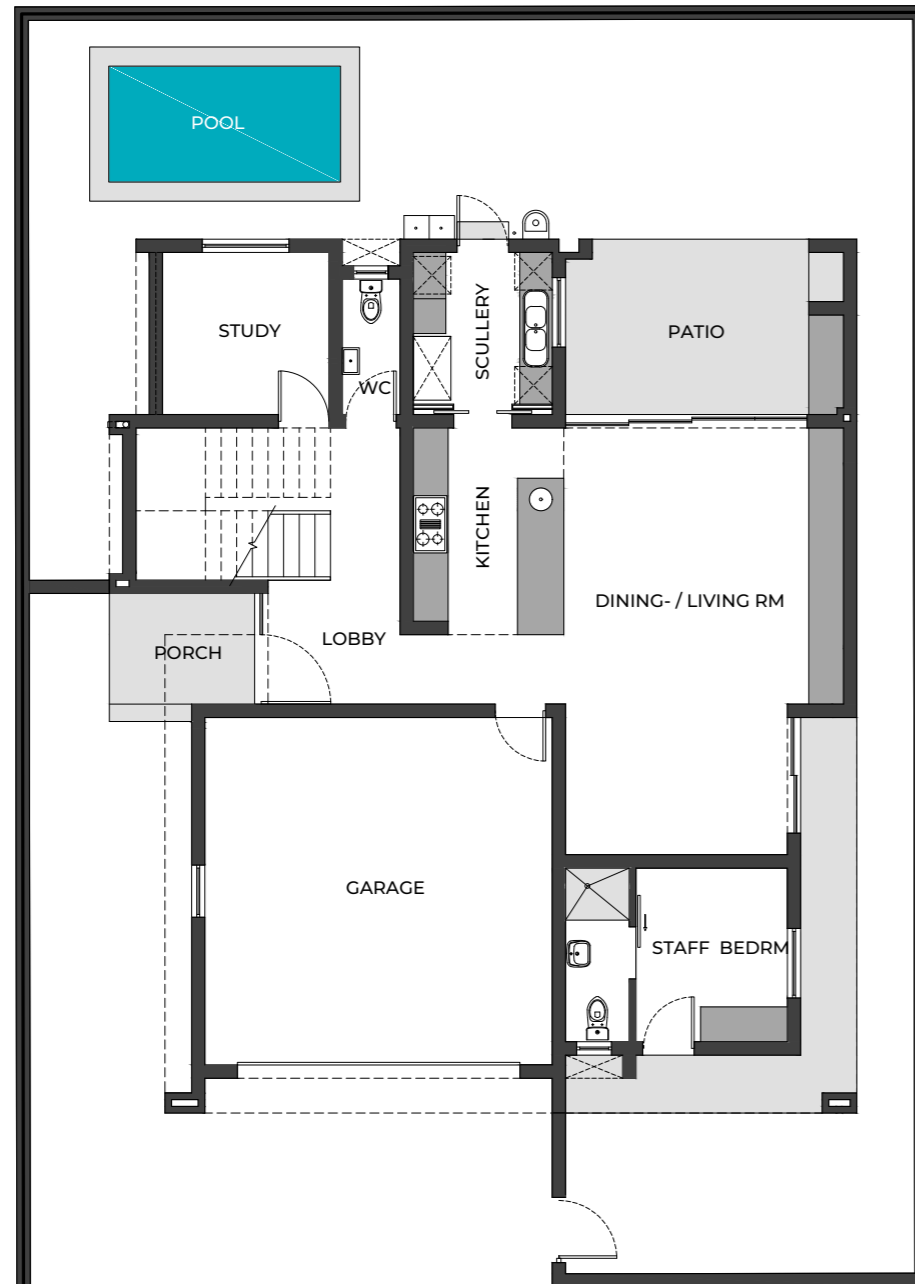 POOL
STUDY
WC
SCULLERY
PATIO
KITCHEN
DINING- / LIVING RM
LOBBY
PORCH
GARAGE
STAFF BEDRM